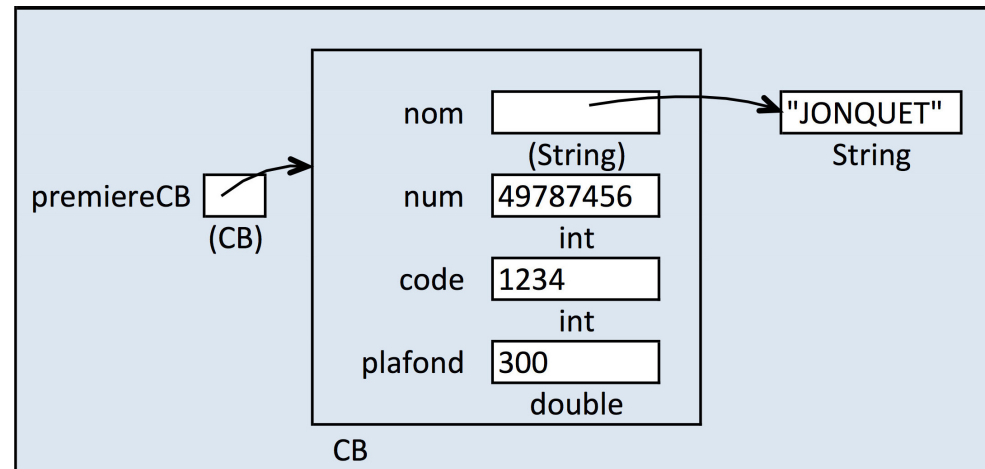 nom "JONQUET"
(String) String
premiereCB num 49787456
(CB) int
code 1234
int
plafond 300
double
CB